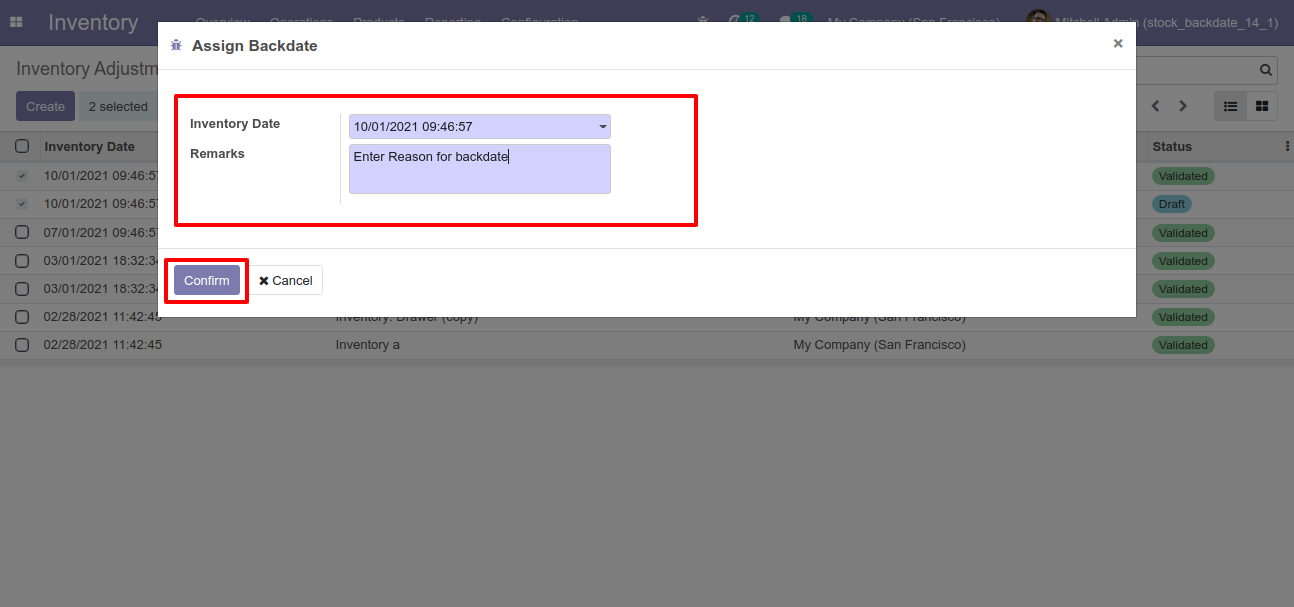 Inventory Overview Operations Products Reporting Configuration 12 18 My Company (San Francisco) Mitchell Admin (stock_backdate_14_1)
Assign Backdate
Inventory Adjustm
Create 2 selected
Inventory Date 10/01/2021 09:46:57
Remarks Enter Reason for backdate
Confirm Cancel
Inventory Date Status
10/01/2021 09:46:57 Validated
10/01/2021 09:46:57 Draft
07/01/2021 09:46:57 Validated
03/01/2021 18:32:34 Validated
03/01/2021 18:32:34 Validated
02/28/2021 11:42:45 Inventory: Drawer (copy) My Company (San Francisco) Validated
02/28/2021 11:42:45 Inventory a My Company (San Francisco) Validated